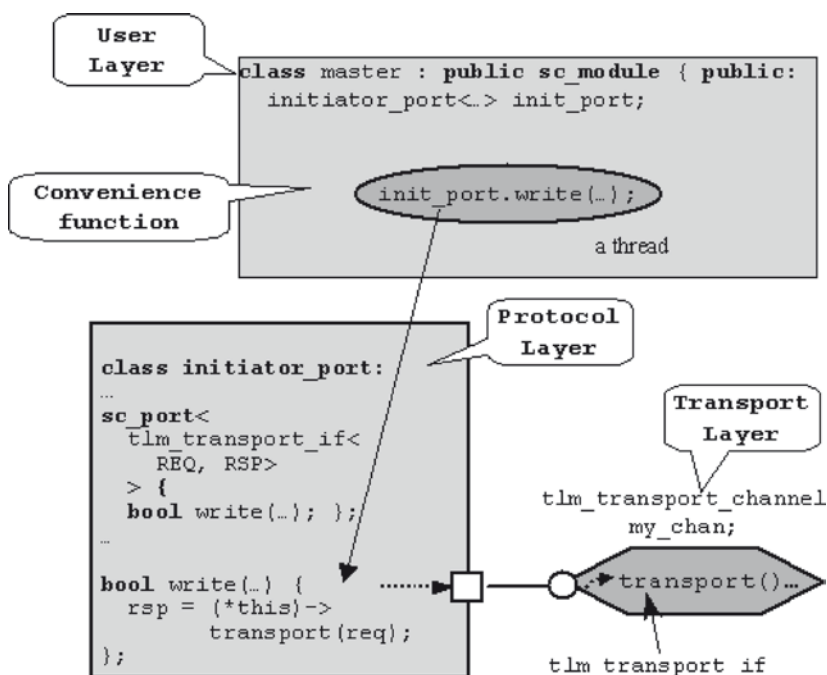 User
Layer
class master : public sc_module { public:
initiator_port<…> init_port;
Convenience
function
init_port.write(…);
a thread
Protocol
Layer
class initiator_port:
…
sc_port<
tlm_transport_if<
REQ, RSP>
> {
bool write(…); };
…
bool write(…) {
rsp = (*this)->
transport(req);
};
Transport
Layer
tlm_transport_channel
my_chan;
transport()…
tlm transport if